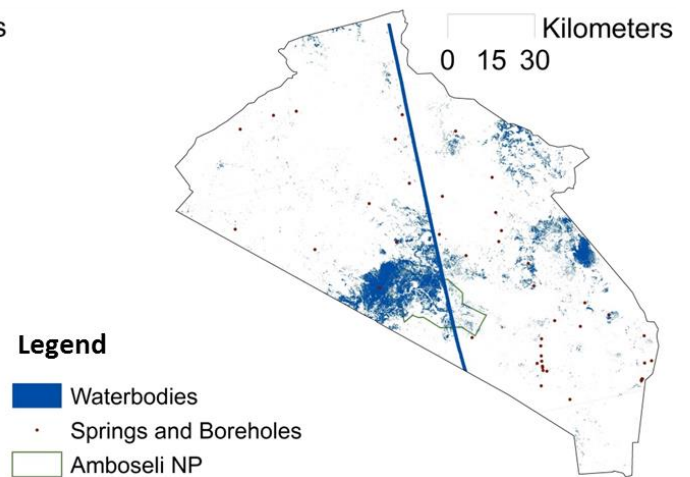 s
Kilometers
0 15 30
Legend
Waterbodies
Springs and Boreholes
Amboseli NP